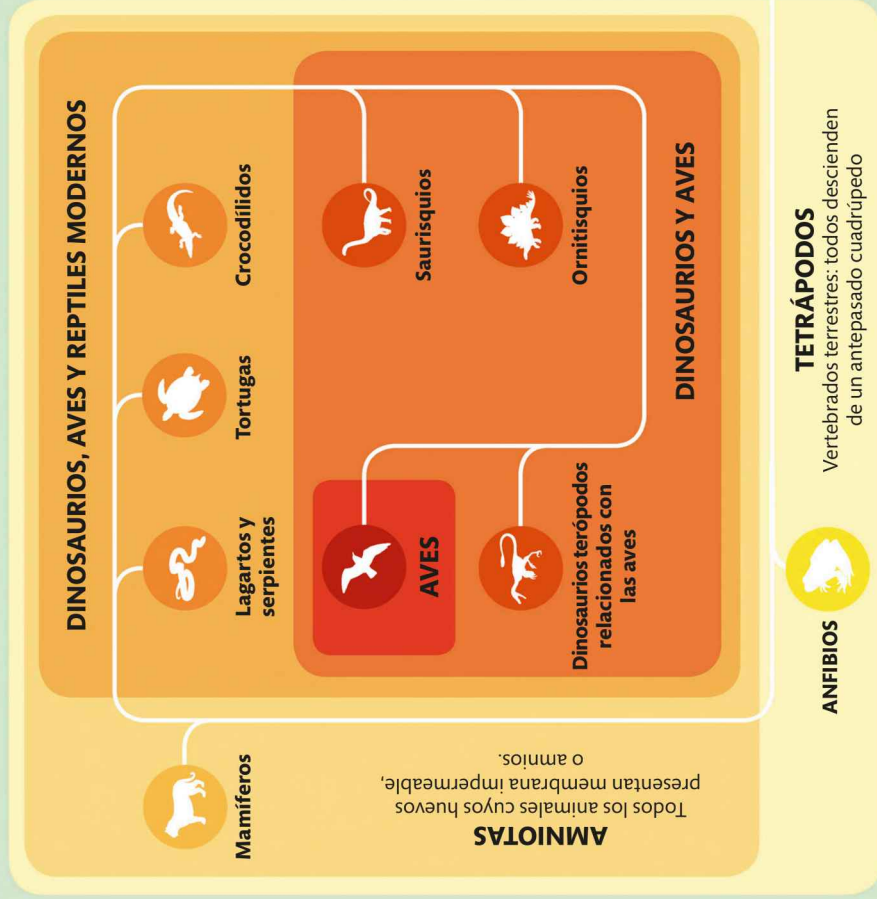 DINOSAURIOS, AVES Y REPTILES MODERNOS
Mamíferos
Lagartos y
serpientes
Tortugas
Crocodílidos
AMNIOTAS
Todos los animales cuyos huevos
presentan membrana impermeable,
o amnios.
AVES
Saurisquios
Dinosaurios terópodos
relacionados con
las aves
Ornitisquios
DINOSAURIOS Y AVES
ANFIBIOS
TETRÁPODOS
Vertebrados terrestres: todos descienden
de un antepasado cuadrúpedo